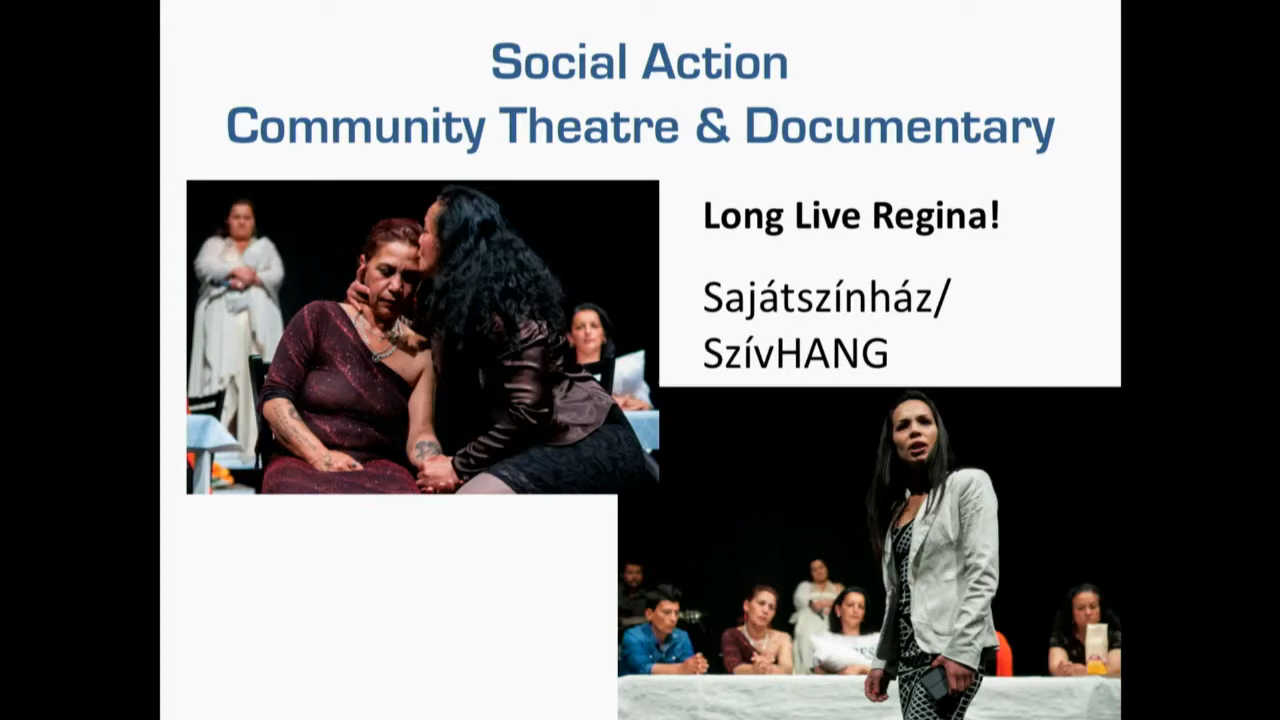 Social Action
Community Theatre & Documentary
Long Live Regina!
Sajátszínház/
SzívHANG